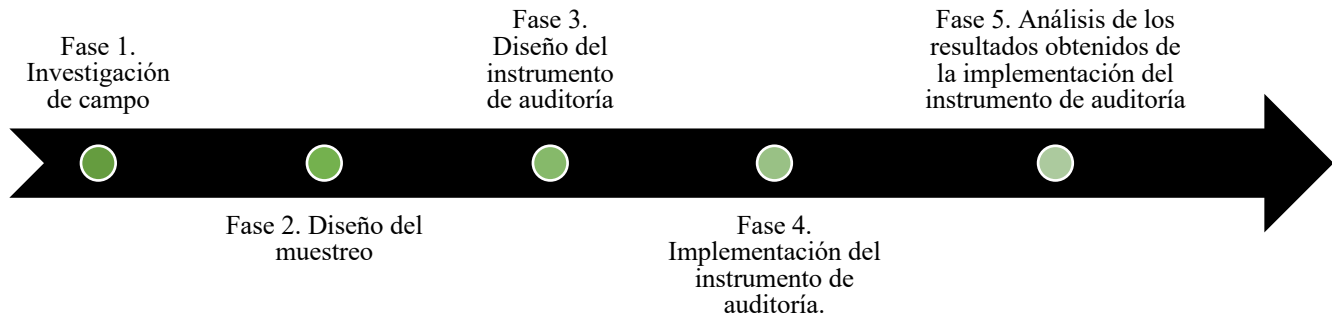 Fase 1.
Investigación
de campo
Fase 2. Diseño del
muestreo
Fase 3.
Diseño del
instrumento
de auditoría
Fase 4.
Implementación del
instrumento de
auditoría.
Fase 5. Análisis de los
resultados obtenidos de
la implementación del
instrumento de auditoría